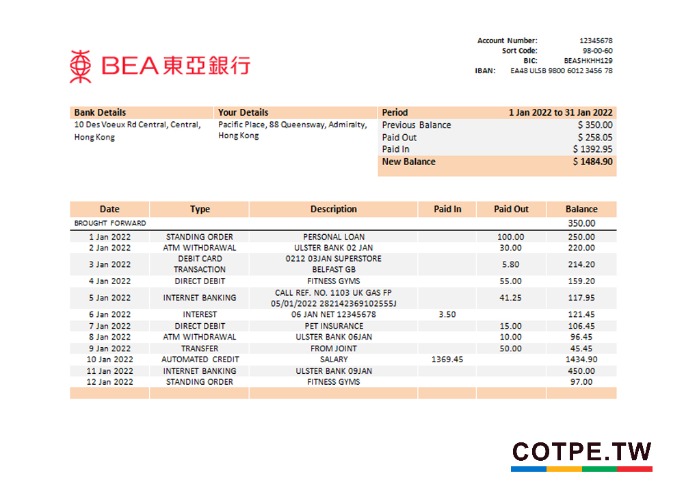 Account Number: 12345678
Sort Code: 98-00-60
BIC: BEASHKHH129
IBAN: EA48 ULSB 9800 6012 3456 78
BEA東亞銀行
Bank Details Your Details Period 1 Jan 2022 to 31 Jan 2022
10 Des Voeux Rd Central, Central, Pacific Place, 88 Queensway, Admiralty, Previous Balance $ 350.00
Hong Kong Hong Kong Paid Out $ 258.05
Paid In $ 1392.95
New Balance $ 1484.90
Date Type Description Paid In Paid Out Balance
BROUGHT FORWARD 350.00
1 Jan 2022 STANDING ORDER PERSONAL LOAN 100.00 250.00
2 Jan 2022 ATM WITHDRAWAL ULSTER BANK 02 JAN 30.00 220.00
3 Jan 2022 DEBIT CARD TRANSACTION 0212 03JAN SUPERSTORE BELFAST GB 5.80 214.20
4 Jan 2022 DIRECT DEBIT FITNESS GYMS 55.00 159.20
5 Jan 2022 INTERNET BANKING CALL REF. NO. 1103 UK GAS FP 05/01/2022 28214236910255SJ 41.25 117.95
6 Jan 2022 INTEREST 06 JAN NET 12345678 3.50 121.45
7 Jan 2022 DIRECT DEBIT PET INSURANCE 15.00 106.45
8 Jan 2022 ATM WITHDRAWAL ULSTER BANK 06JAN 10.00 96.45
9 Jan 2022 TRANSFER FROM JOINT 50.00 45.45
10 Jan 2022 AUTOMATED CREDIT SALARY 1369.45 1434.90
11 Jan 2022 INTERNET BANKING ULSTER BANK 09JAN 450.00
12 Jan 2022 STANDING ORDER FITNESS GYMS 97.00
COTPE.TW